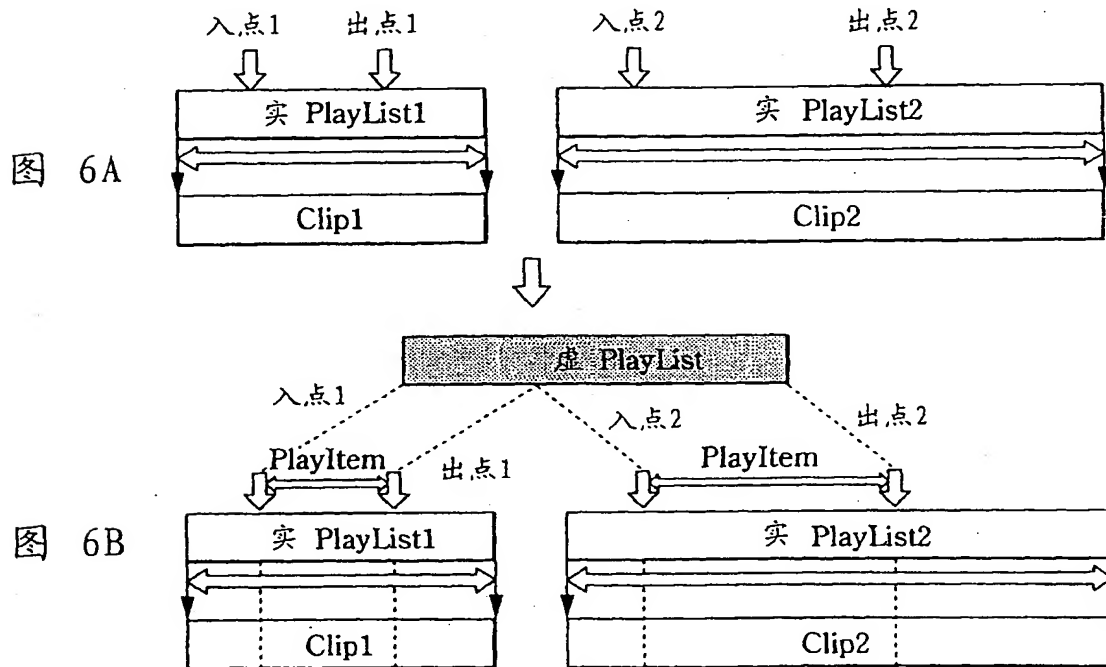 入点1 出点1 入点2 出点2
实 PlayList1 实 PlayList2
图 6A
Clip1 Clip2
虚 PlayList
入点1 入点2 出点2
PlayItem 出点1 PlayItem
图 6B
实 PlayList1 实 PlayList2
Clip1 Clip2